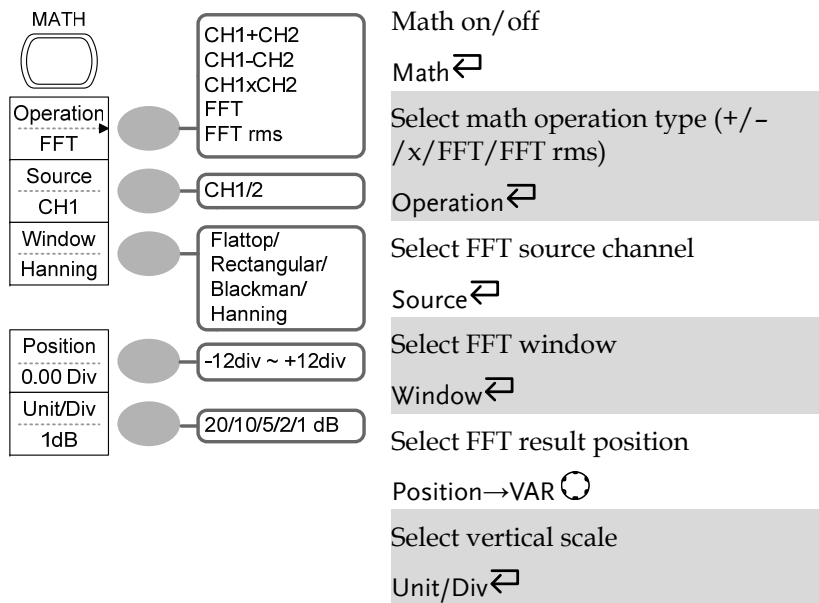 MATH
Operation
FFT
Source
CH1
Window
Hanning
Position
0.00 Div
Unit/Div
1dB
CH1+CH2
CH1-CH2
CH1xCH2
FFT
FFT rms
CH1/2
Flattop/
Rectangular/
Blackman/
Hanning
-12div ~ +12div
20/10/5/2/1 dB
Math on/off
Math
Select math operation type (+/–
/x/FFT/FFT rms)
Operation
Select FFT source channel
Source
Select FFT window
Window
Select FFT result position
Position→VAR
Select vertical scale
Unit/Div